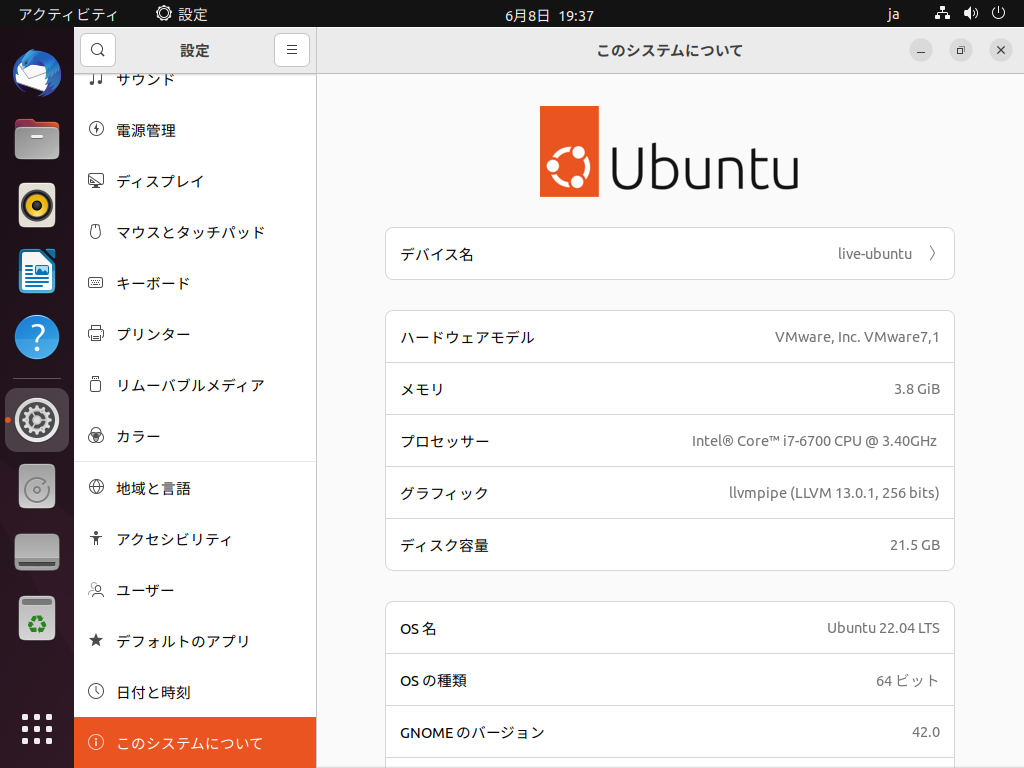 アクティビティ 設定 6月8日 19:37 ja
設定
このシステムについて
サウンド
電源管理
ディスプレイ
マウスとタッチパッド
キーボード
プリンター
リムーバブルメディア
カラー
地域と言語
アクセシビリティ
ユーザー
デフォルトのアプリ
日付と時刻
このシステムについて
Ubuntu
デバイス名 live-ubuntu
ハードウェアモデル VMware, Inc. VMware7,1
メモリ 3.8 GiB
プロセッサー Intel® Core™ i7-6700 CPU @ 3.40GHz
グラフィック llvmpipe (LLVM 13.0.1, 256 bits)
ディスク容量 21.5 GB
OS 名 Ubuntu 22.04 LTS
OS の種類 64 ビット
GNOME のバージョン 42.0